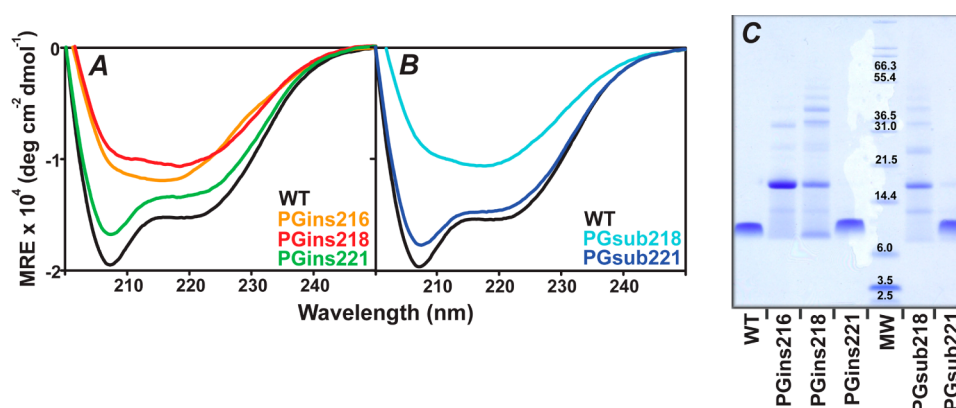 A
B
C
0
-1
-2
MRE x 10⁴ (deg cm⁻² dmol⁻¹)
WT
PGins216
PGins218
PGins221
WT
PGsub218
PGsub221
210 220 230 240 210 220 230 240
Wavelength (nm)
66.3
55.4
36.5
31.0
21.5
14.4
6.0
3.5
2.5
WT
PGins216
PGins218
PGins221
MW
PGsub218
PGsub221